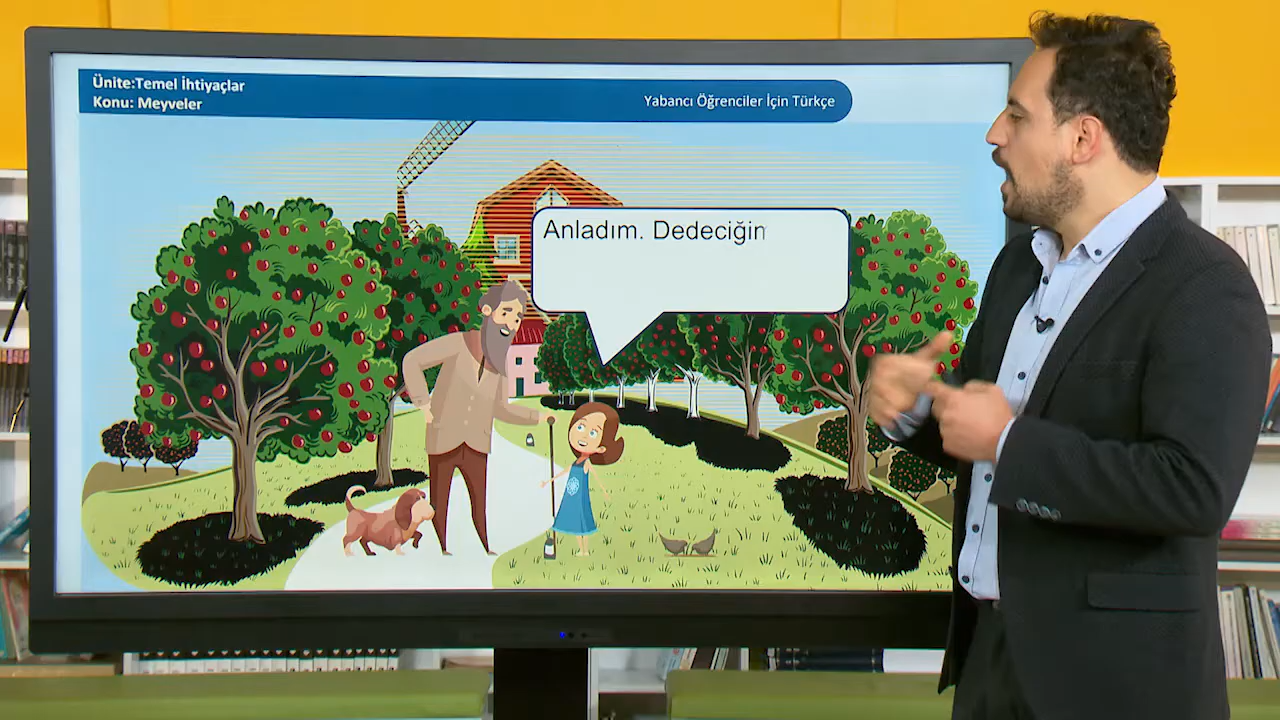 Ünite:Temel İhtiyaçlar
Konu: Meyveler
Yabancı Öğrenciler İçin Türkçe
Anladım. Dedeciğin